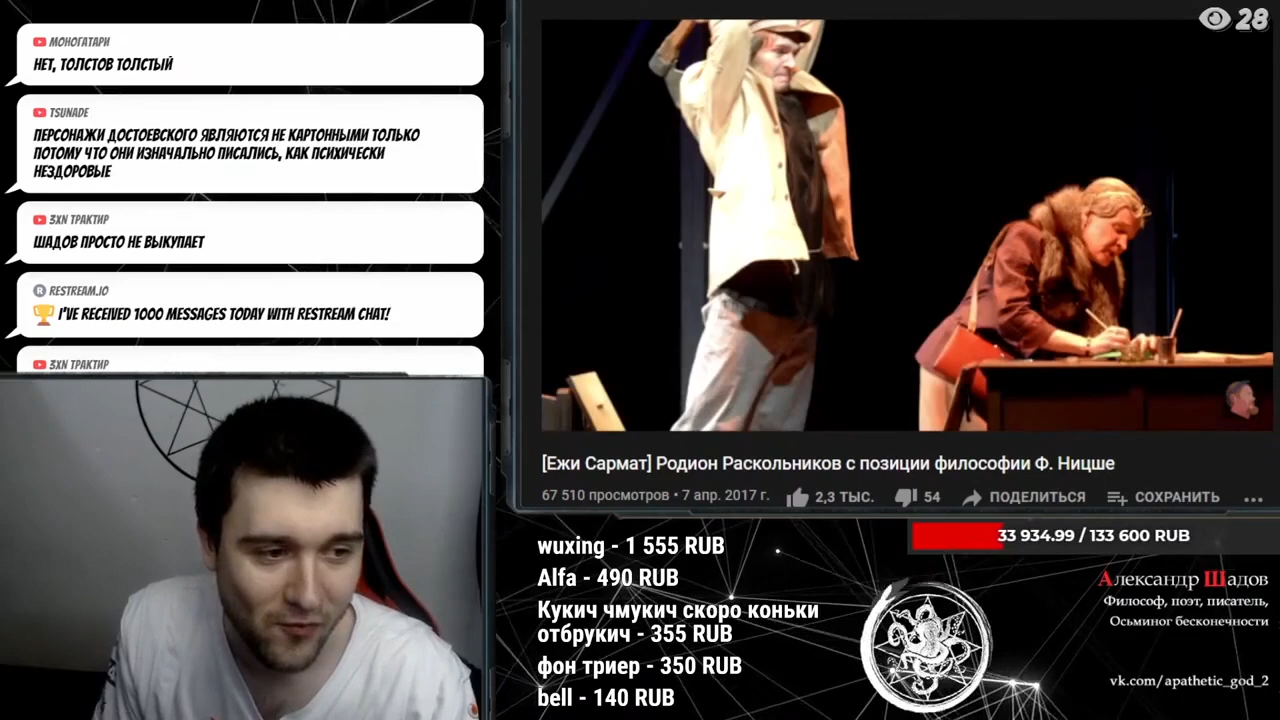 МОНОГАТАРИ
НЕТ, ТОЛСТОВ ТОЛСТЫЙ
TSUNADE
ПЕРСОНАЖИ ДОСТОЕВСКОГО ЯВЛЯЮТСЯ НЕ КАРТОННЫМИ ТОЛЬКО
ПОТОМУ ЧТО ОНИ ИЗНАЧАЛЬНО ПИСАЛИСЬ, КАК ПСИХИЧЕСКИ
НЕЗДОРОВЫЕ
3XN ТРАКТИР
ШАДОВ ПРОСТО НЕ ВЫКУПАЕТ
R RESTREAM.IO
I'VE RECEIVED 1000 MESSAGES TODAY WITH RESTREAM CHAT!
3XN ТРАКТИР
28
[Ежи Сармат] Родион Раскольников с позиции философии Ф. Ницше
67 510 просмотров • 7 апр. 2017 г.
2,3 ТЫС.
54
ПОДЕЛИТЬСЯ
СОХРАНИТЬ
33 934.99 / 133 600 RUB
wuxing - 1 555 RUB
Alfa - 490 RUB
Кукич чмукич скоро коньки
отбрукич - 355 RUB
фон триер - 350 RUB
bell - 140 RUB
Александр Шадов
Философ, поэт, писатель,
Осьминог бесконечности
vk.com/apathetic_god_2